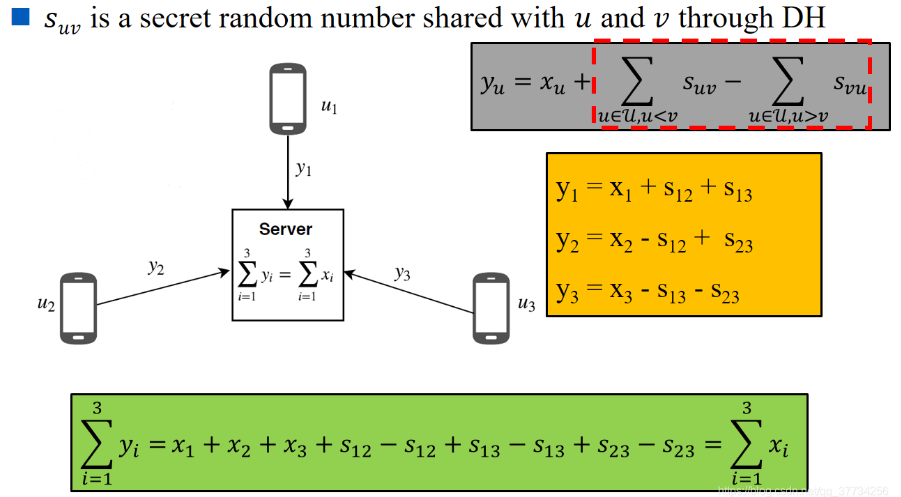 s_{uv} is a secret random number shared with u and v through DH
y_u = x_u + \sum_{u∈𝒰,u<v} s_{uv} − \sum_{u∈𝒰,u>v} s_{vu}
u_1
y_1
y_1 = x_1 + s_{12} + s_{13}
y_2 = x_2 - s_{12} + s_{23}
y_3 = x_3 - s_{13} - s_{23}
Server
\sum_{i=1}^{3} y_i = \sum_{i=1}^{3} x_i
y_2
y_3
u_2
u_3
\sum_{i=1}^{3} y_i = x_1 + x_2 + x_3 + s_{12} − s_{12} + s_{13} − s_{13} + s_{23} − s_{23} = \sum_{i=1}^{3} x_i
https://blog.csdn.net/qq_37734256